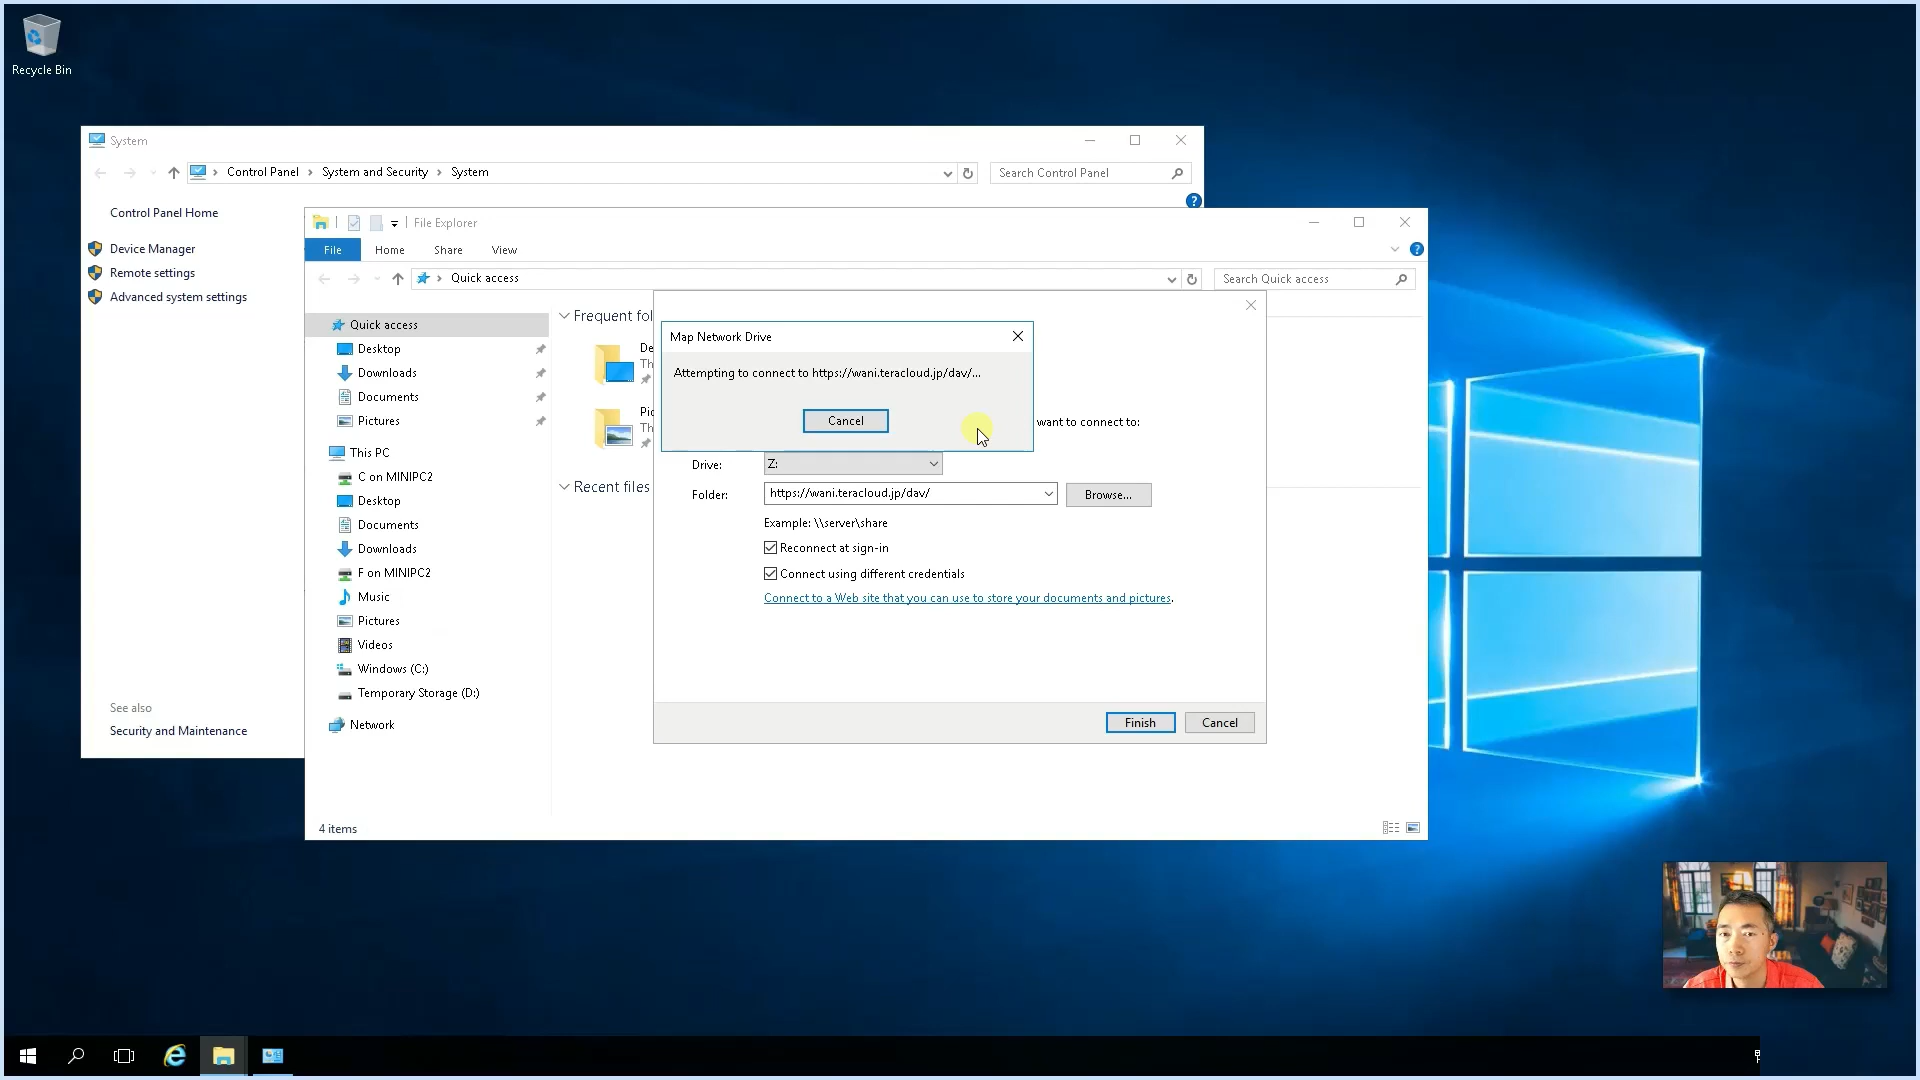 Recycle Bin
System
Control Panel > System and Security > System
Search Control Panel
Control Panel Home
Device Manager
Remote settings
Advanced system settings
See also
Security and Maintenance
File Explorer
File Home Share View
Quick access
Search Quick access
Quick access
Desktop
Downloads
Documents
Pictures
This PC
C on MINIPC2
Desktop
Documents
Downloads
F on MINIPC2
Music
Pictures
Videos
Windows (C:)
Temporary Storage (D:)
Network
4 items
Frequent fol
De
Th
Pic
Th
Recent files
Map Network Drive
Attempting to connect to https://wani.teracloud.jp/dav/...
Cancel
want to connect to:
Drive: Z:
Folder: https://wani.teracloud.jp/dav/ Browse...
Example: \\server\share
Reconnect at sign-in
Connect using different credentials
Connect to a Web site that you can use to store your documents and pictures.
Finish Cancel